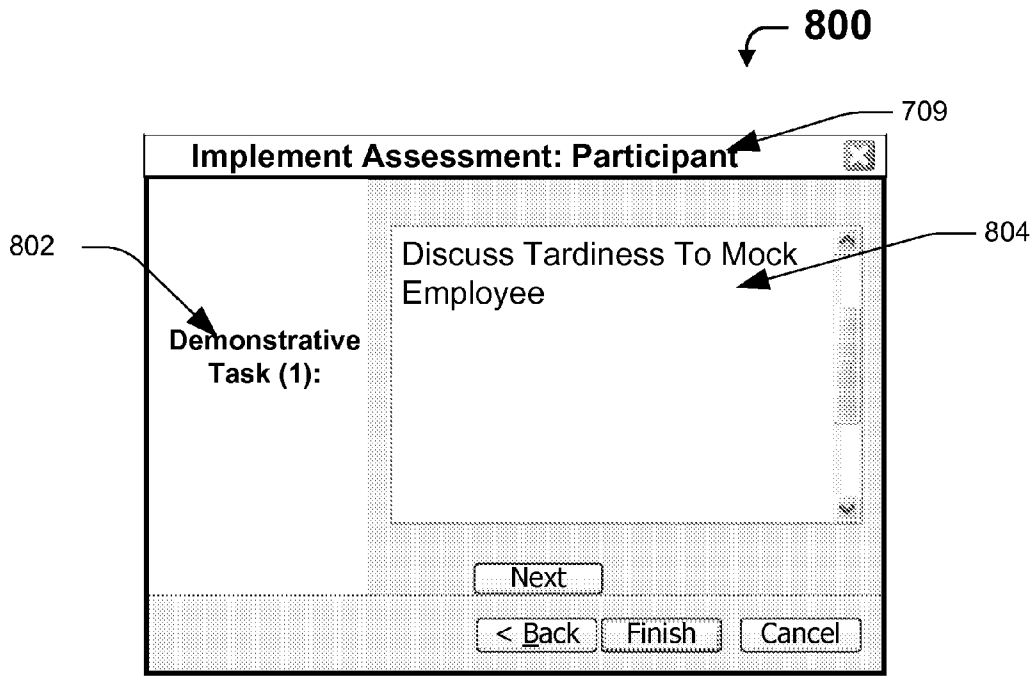 800
709
Implement Assessment: Participant
802
804
Discuss Tardiness To Mock
Employee
Demonstrative
Task (1):
Next
< Back
Finish
Cancel